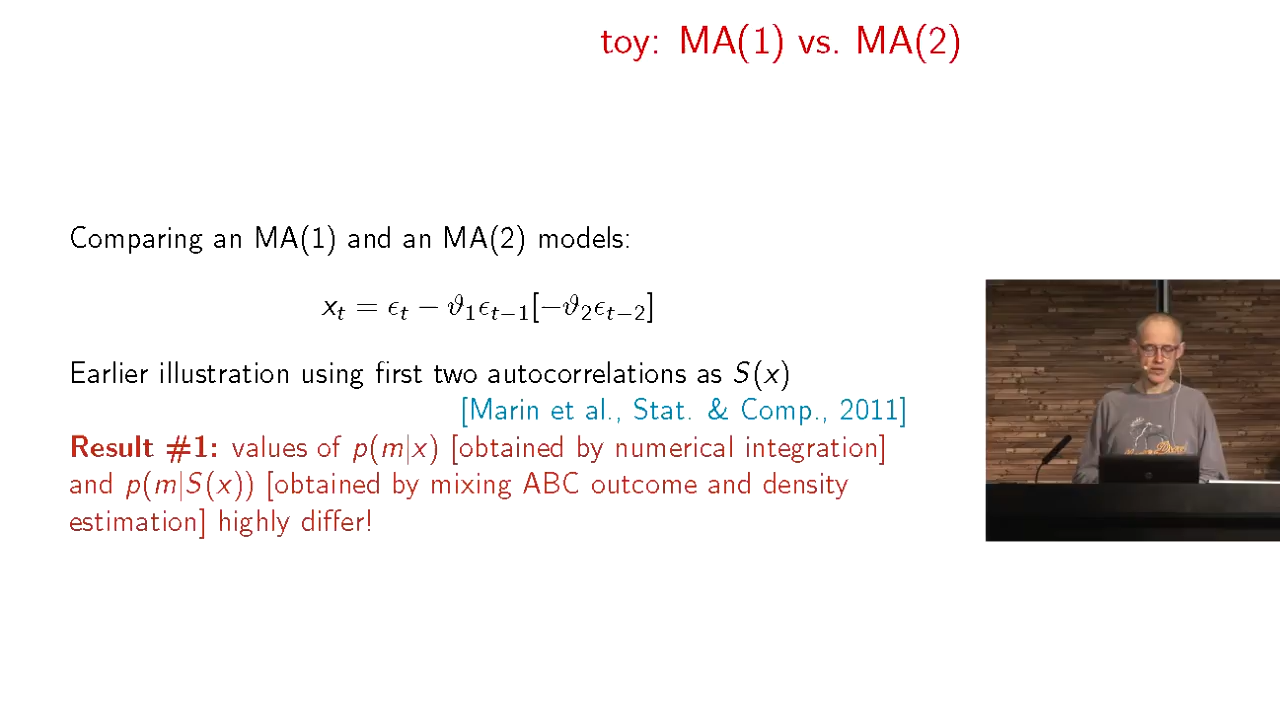 toy: MA(1) vs. MA(2)
Comparing an MA(1) and an MA(2) models:
xₜ = ϵₜ − ϑ₁ϵₜ₋₁[−ϑ₂ϵₜ₋₂]
Earlier illustration using first two autocorrelations as S(x)
[Marin et al., Stat. & Comp., 2011]
Result #1: values of p(m|x) [obtained by numerical integration]
and p(m|S(x)) [obtained by mixing ABC outcome and density
estimation] highly differ!